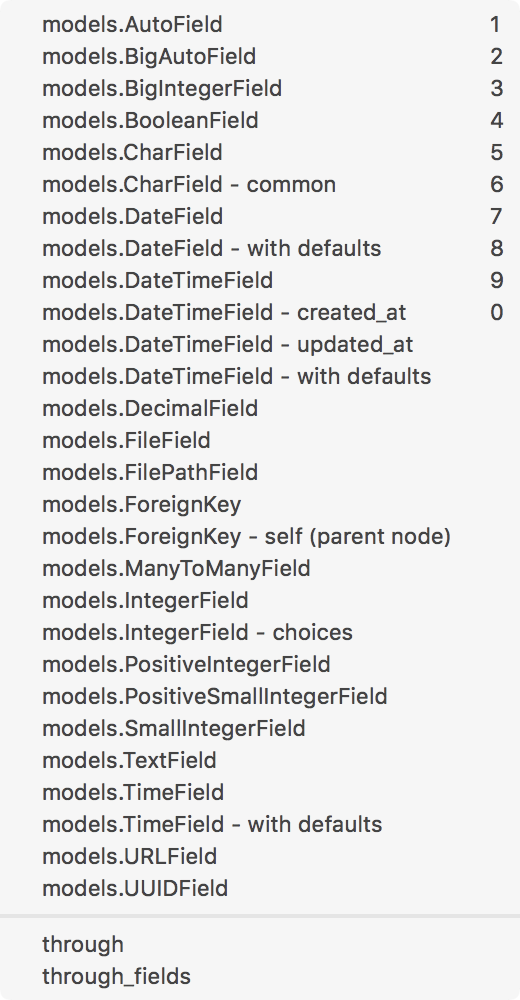 models.AutoField 1
models.BigAutoField 2
models.BigIntegerField 3
models.BooleanField 4
models.CharField 5
models.CharField - common 6
models.DateField 7
models.DateField - with defaults 8
models.DateTimeField 9
models.DateTimeField - created_at 0
models.DateTimeField - updated_at
models.DateTimeField - with defaults
models.DecimalField
models.FileField
models.FilePathField
models.ForeignKey
models.ForeignKey - self (parent node)
models.ManyToManyField
models.IntegerField
models.IntegerField - choices
models.PositiveIntegerField
models.PositiveSmallIntegerField
models.SmallIntegerField
models.TextField
models.TimeField
models.TimeField - with defaults
models.URLField
models.UUIDField
through
through_fields